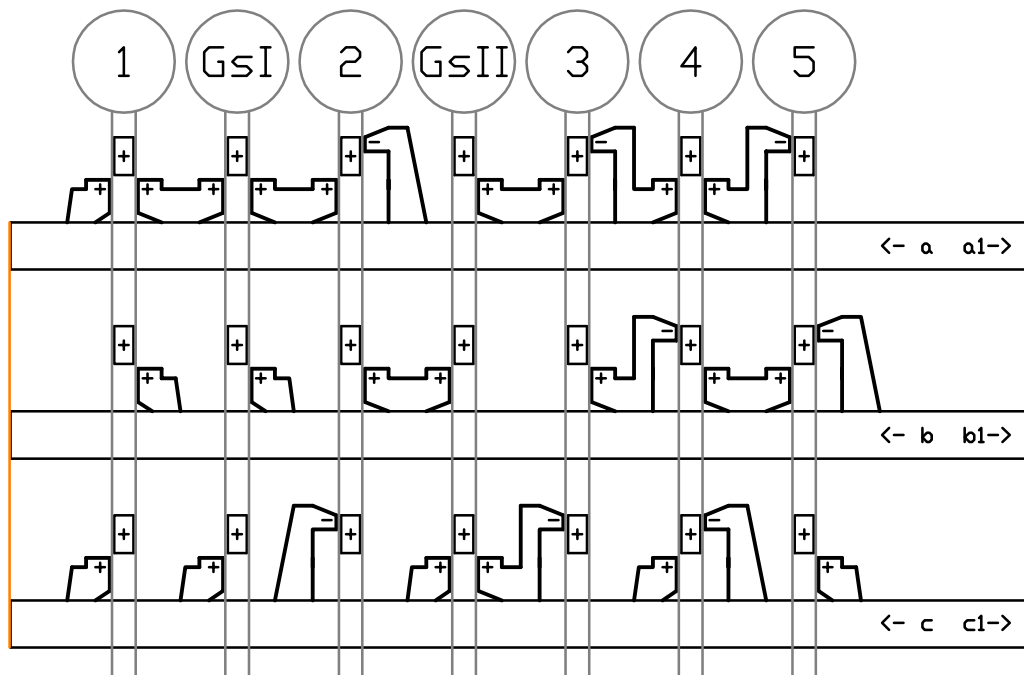 1 GsI 2 GsII 3 4 5
+ + + - + + - + - +
+ + + + + + + + + +
<- a a1->
+ + + + + - + + -
+ + + + + + +
<- b b1->
+ + - + + - + + - +
+ + + + + +
<- c c1->